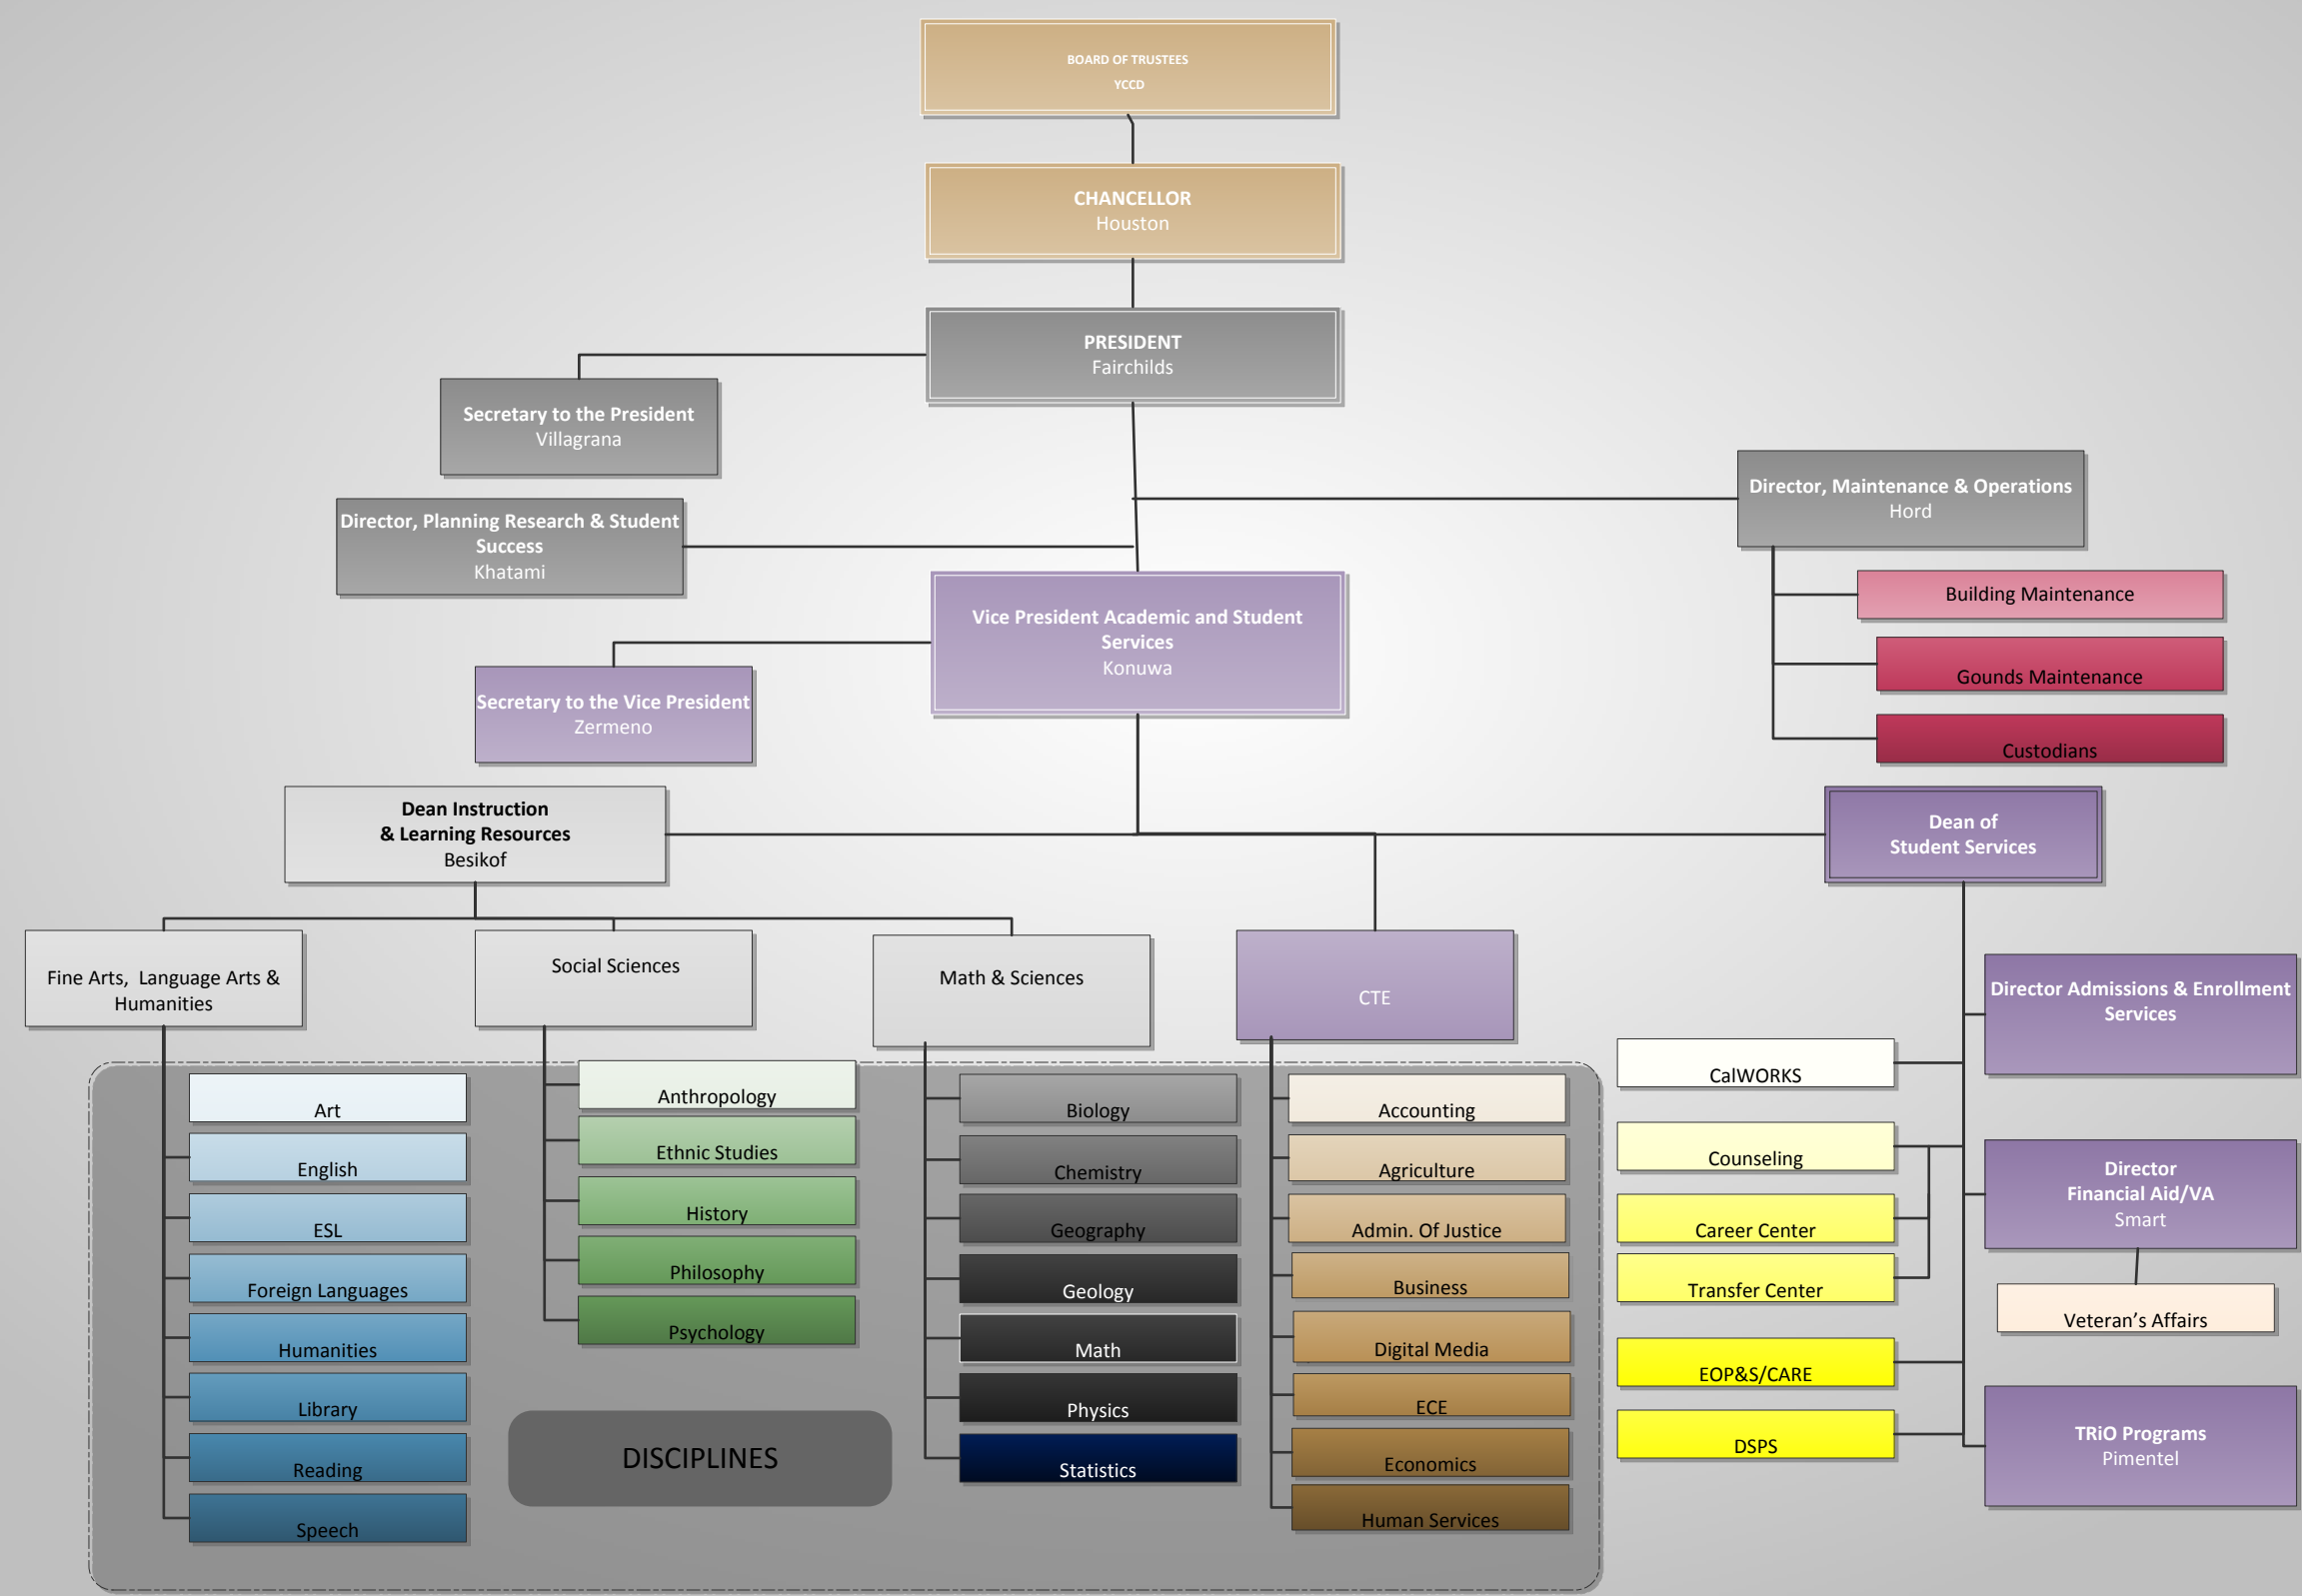 BOARD OF TRUSTEES
YCCD
CHANCELLOR
Houston
PRESIDENT
Fairchilds
Secretary to the President
Villagrana
Director, Planning Research & Student
Success
Khatami
Director, Maintenance & Operations
Hord
Building Maintenance
Gounds Maintenance
Custodians
Vice President Academic and Student
Services
Konuwa
Secretary to the Vice President
Zermeno
Dean Instruction
& Learning Resources
Besikof
Dean of
Student Services
Fine Arts,  Language Arts &
Humanities
Social Sciences
Math & Sciences
CTE
Art
English
ESL
Foreign Languages
Humanities
Library
Reading
Speech
Anthropology
Ethnic Studies
History
Philosophy
Psychology
DISCIPLINES
Biology
Chemistry
Geography
Geology
Math
Physics
Statistics
Accounting
Agriculture
Admin. Of Justice
Business
Digital Media
ECE
Economics
Human Services
CalWORKS
Counseling
Career Center
Transfer Center
EOP&S/CARE
DSPS
Director Admissions & Enrollment
Services
Director
Financial Aid/VA
Smart
Veteran’s Affairs
TRiO Programs
Pimentel